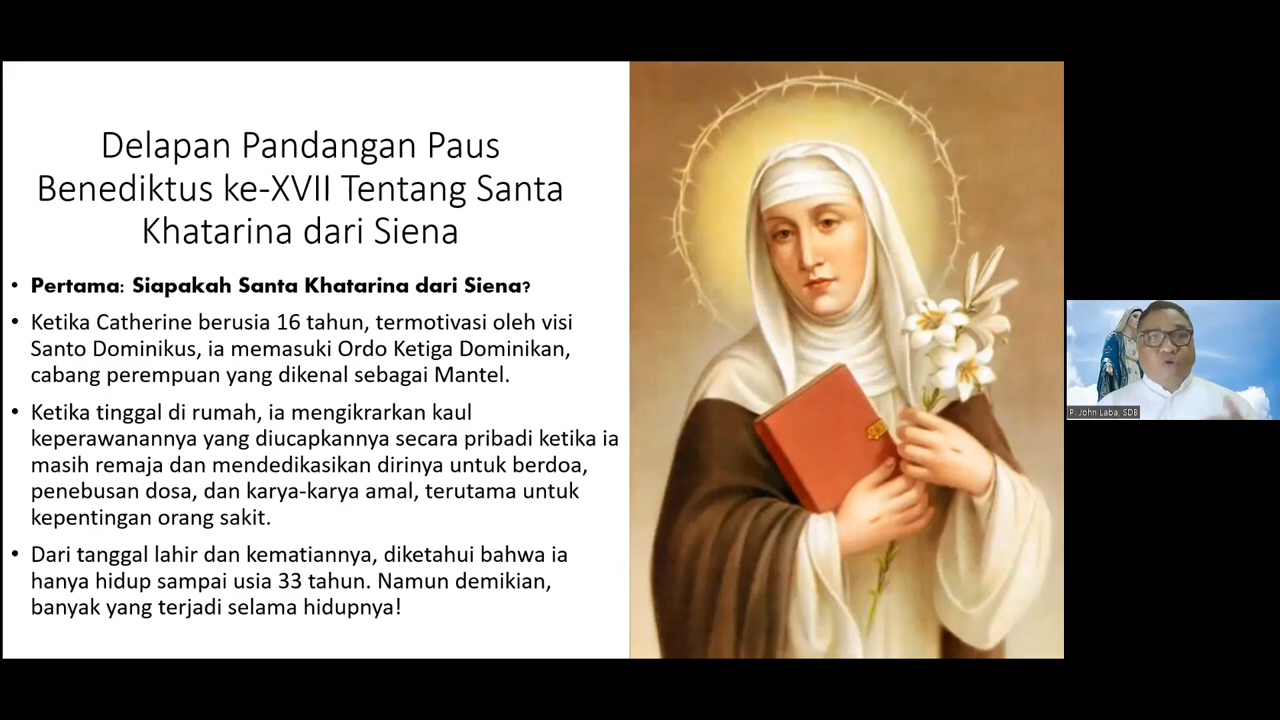 Delapan Pandangan Paus
Benediktus ke-XVII Tentang Santa
Khatarina dari Siena
• Pertama: Siapakah Santa Khatarina dari Siena?
• Ketika Catherine berusia 16 tahun, termotivasi oleh visi
Santo Dominikus, ia memasuki Ordo Ketiga Dominikan,
cabang perempuan yang dikenal sebagai Mantel.
• Ketika tinggal di rumah, ia mengikrarkan kaul
keperawanannya yang diucapkannya secara pribadi ketika ia
masih remaja dan mendedikasikan dirinya untuk berdoa,
penebusan dosa, dan karya-karya amal, terutama untuk
kepentingan orang sakit.
• Dari tanggal lahir dan kematiannya, diketahui bahwa ia
hanya hidup sampai usia 33 tahun. Namun demikian,
banyak yang terjadi selama hidupnya!
P. John Laba, SDB